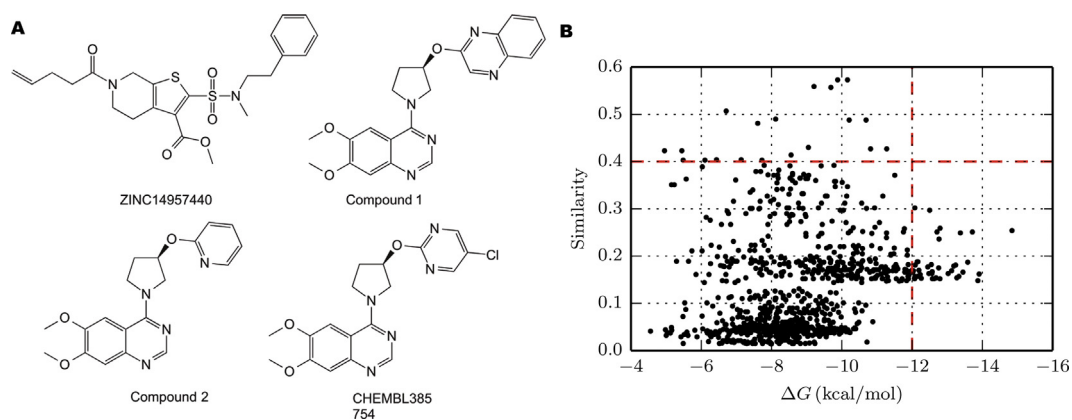 A
O
N
S
O
S
O
N
O
O
ZINC14957440
N
N
O
N
O
O
N
N
Compound 1
O
N
N
O
O
N
N
Compound 2
N
N
Cl
O
N
O
O
N
N
CHEMBL385
754
B
Similarity
0.6
0.5
0.4
0.3
0.2
0.1
0.0
−4
−6
−8
−10
−12
−14
−16
ΔG (kcal/mol)